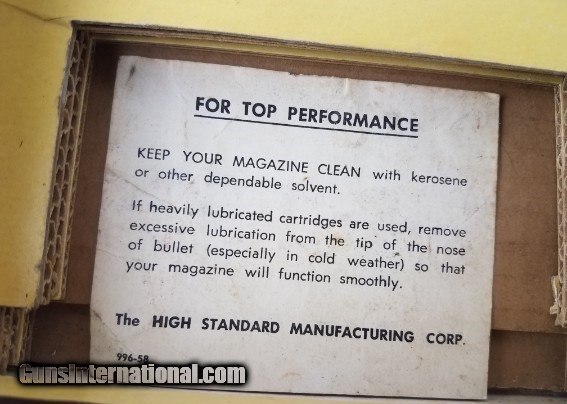 FOR TOP PERFORMANCE
KEEP YOUR MAGAZINE CLEAN with kerosene
or other dependable solvent.
If heavily lubricated cartridges are used, remove
excessive lubrication from the tip of the nose
of bullet (especially in cold weather) so that
your magazine will function smoothly.
The HIGH STANDARD MANUFACTURING CORP.
996-58
GunsInternational.com